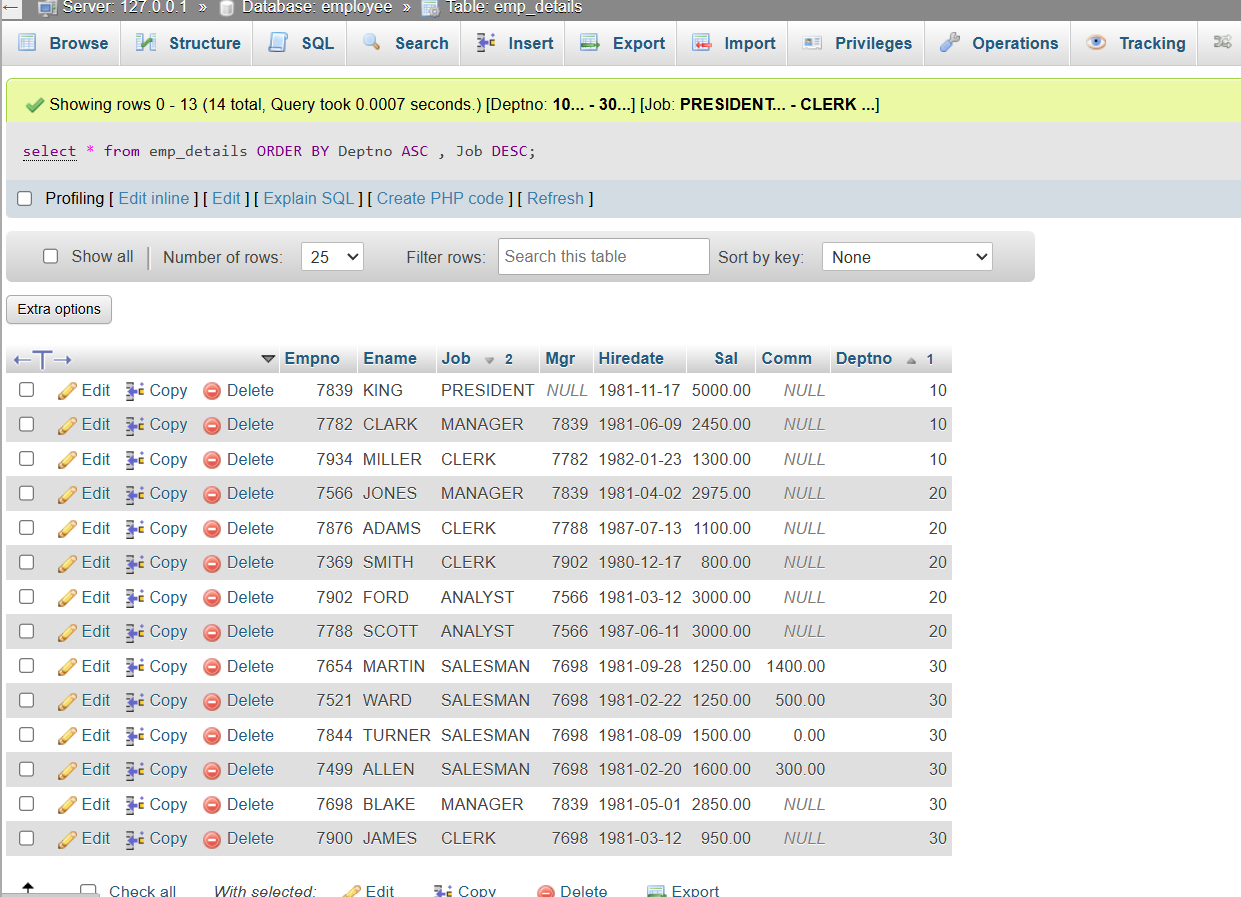 ← Server: 127.0.0.1 » Database: employee » Table: emp_details
Browse Structure SQL Search Insert Export Import Privileges Operations Tracking
Showing rows 0 - 13 (14 total, Query took 0.0007 seconds.) [Deptno: 10... - 30...] [Job: PRESIDENT... - CLERK ...]
select * from emp_details ORDER BY Deptno ASC , Job DESC;
Profiling [ Edit inline ] [ Edit ] [ Explain SQL ] [ Create PHP code ] [ Refresh ]
Show all | Number of rows: 25 Filter rows: Search this table Sort by key: None
Extra options
←T→ Empno Ename Job 2 Mgr Hiredate Sal Comm Deptno 1
Edit Copy Delete 7839 KING PRESIDENT NULL 1981-11-17 5000.00 NULL 10
Edit Copy Delete 7782 CLARK MANAGER 7839 1981-06-09 2450.00 NULL 10
Edit Copy Delete 7934 MILLER CLERK 7782 1982-01-23 1300.00 NULL 10
Edit Copy Delete 7566 JONES MANAGER 7839 1981-04-02 2975.00 NULL 20
Edit Copy Delete 7876 ADAMS CLERK 7788 1987-07-13 1100.00 NULL 20
Edit Copy Delete 7369 SMITH CLERK 7902 1980-12-17 800.00 NULL 20
Edit Copy Delete 7902 FORD ANALYST 7566 1981-03-12 3000.00 NULL 20
Edit Copy Delete 7788 SCOTT ANALYST 7566 1987-06-11 3000.00 NULL 20
Edit Copy Delete 7654 MARTIN SALESMAN 7698 1981-09-28 1250.00 1400.00 30
Edit Copy Delete 7521 WARD SALESMAN 7698 1981-02-22 1250.00 500.00 30
Edit Copy Delete 7844 TURNER SALESMAN 7698 1981-08-09 1500.00 0.00 30
Edit Copy Delete 7499 ALLEN SALESMAN 7698 1981-02-20 1600.00 300.00 30
Edit Copy Delete 7698 BLAKE MANAGER 7839 1981-05-01 2850.00 NULL 30
Edit Copy Delete 7900 JAMES CLERK 7698 1981-03-12 950.00 NULL 30
Check all With selected: Edit Copy Delete Export